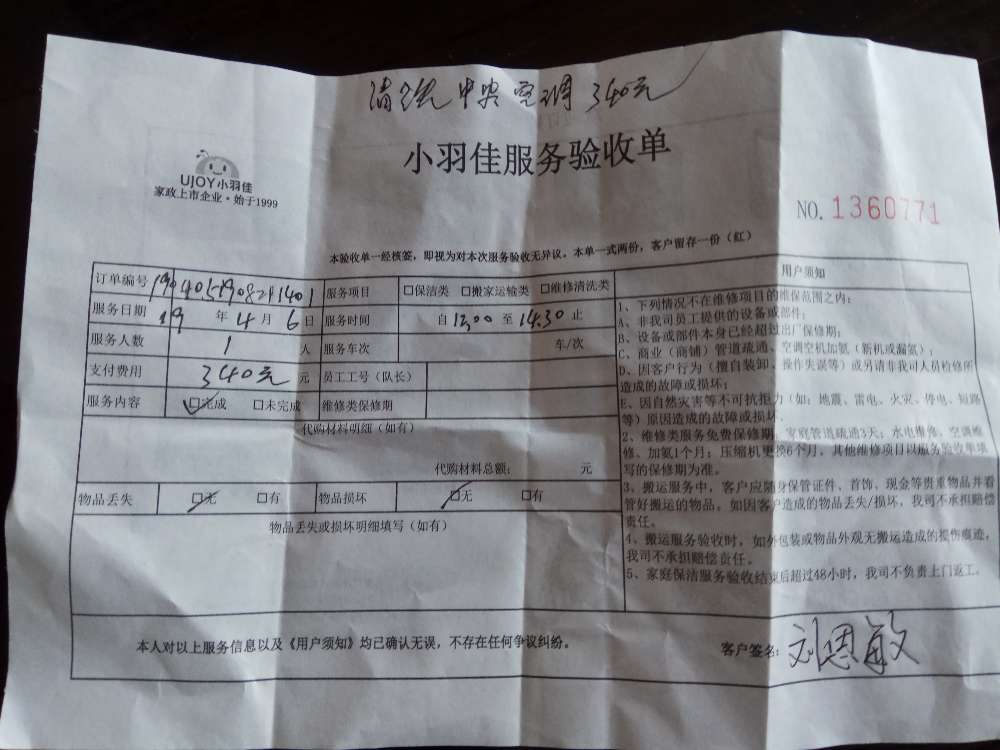 清洗中央空调340元
小羽佳服务验收单
UJOY小羽佳
家政上市企业·始于1999
NO. 1360771
本验收单一经核签，即视为对本次服务验收无异议。本单一式两份，客户留存一份（红）
订单编号 服务项目 □保洁类 □搬家运输类 □维修清洗类
服务日期 19 年 4 月 6 日 服务时间 自 13:00 至 14:30 止
服务人数 1 人 服务车次 车/次
支付费用 340元 元 员工工号（队长）
服务内容 □完成 □未完成 维修类保修期
代购材料明细（如有）
代购材料总额： 元
物品丢失 □无 □有 物品损坏 □无 □有
物品丢失或损坏明细填写（如有）
用户须知
1、下列情况不在维修项目的维保范围之内：
A、非我司员工提供的设备或部件；
B、设备或部件本身已经超过出厂保修期；
C、商业（商铺）管道疏通、空调空机加氨（新机或漏氨）；
D、因客户行为（擅自装卸、操作失误等）或另请非我司人员检修所
造成的故障或损坏；
E、因自然灾害等不可抗拒力（如：地震、雷电、火灾、停电、短路
等）原因造成的故障或损坏
2、维修类服务免费保修期，家庭管道疏通3天；水电维修、空调维
修、加氨1个月；压缩机更换6个月，其他维修项目以服务验收单填
写的保修期为准。
3、搬运服务中，客户应随身保管证件、首饰、现金等贵重物品并看
管好搬运的物品。如因客户造成的物品丢失/损坏，我司不承担赔偿
责任。
4、搬运服务验收时，如外包装或物品外观无搬运造成的损伤痕迹，
我司不承担赔偿责任。
5、家庭保洁服务验收结束后超过48小时，我司不负责上门返工。
本人对以上服务信息以及《用户须知》均已确认无误，不存在任何争议纠纷。
客户签名：刘恩敏